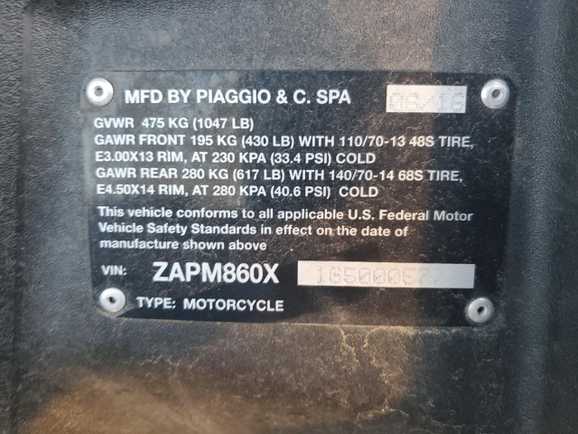 MFD BY PIAGGIO & C. SPA 06/16
GVWR 475 KG (1047 LB)
GAWR FRONT 195 KG (430 LB) WITH 110/70-13 48S TIRE,
E3.00X13 RIM, AT 230 KPA (33.4 PSI) COLD
GAWR REAR 280 KG (617 LB) WITH 140/70-14 68S TIRE,
E4.50X14 RIM, AT 280 KPA (40.6 PSI) COLD
This vehicle conforms to all applicable U.S. Federal Motor
Vehicle Safety Standards in effect on the date of
manufacture shown above
VIN: ZAPM860X
TYPE: MOTORCYCLE